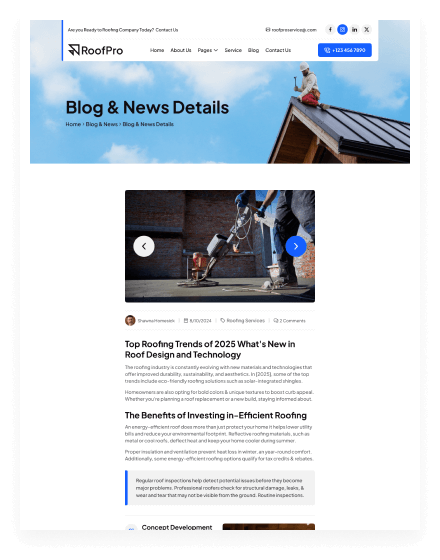 Are you Ready to Roofing Company Today? Contact Us
roofproservice@.com
RoofPro
Home About Us Pages Service Blog Contact Us
+123 456 7890
Blog & News Details
Home > Blog & News > Blog & News Details
Shawna Homesick 8/10/2024 Roofing Services 2 Comments
Top Roofing Trends of 2025 What's New in
Roof Design and Technology
The roofing industry is constantly evolving with new materials and technologies that
offer improved durability, sustainability, and aesthetics. In [2025], some of the top
trends include eco-friendly roofing solutions such as solar-integrated shingles.
Homeowners are also opting for bold colors & unique textures to boost curb appeal.
Whether you're planning a roof replacement or a new build, staying informed about.
The Benefits of Investing in-Efficient Roofing
An energy-efficient roof does more than just protect your home it helps lower utility
bills and reduce your environmental footprint. Reflective roofing materials, such as
metal or cool roofs, deflect heat and keep your home cooler during summer.
Proper insulation and ventilation prevent heat loss in winter, an year-round comfort.
Additionally, some energy-efficient roofing options qualify for tax credits & rebates.
Regular roof inspections help detect potential issues before they become
major problems. Professional roofers check for structural damage, leaks, &
wear and tear that may not be visible from the ground. Routine inspections.
Concept Development